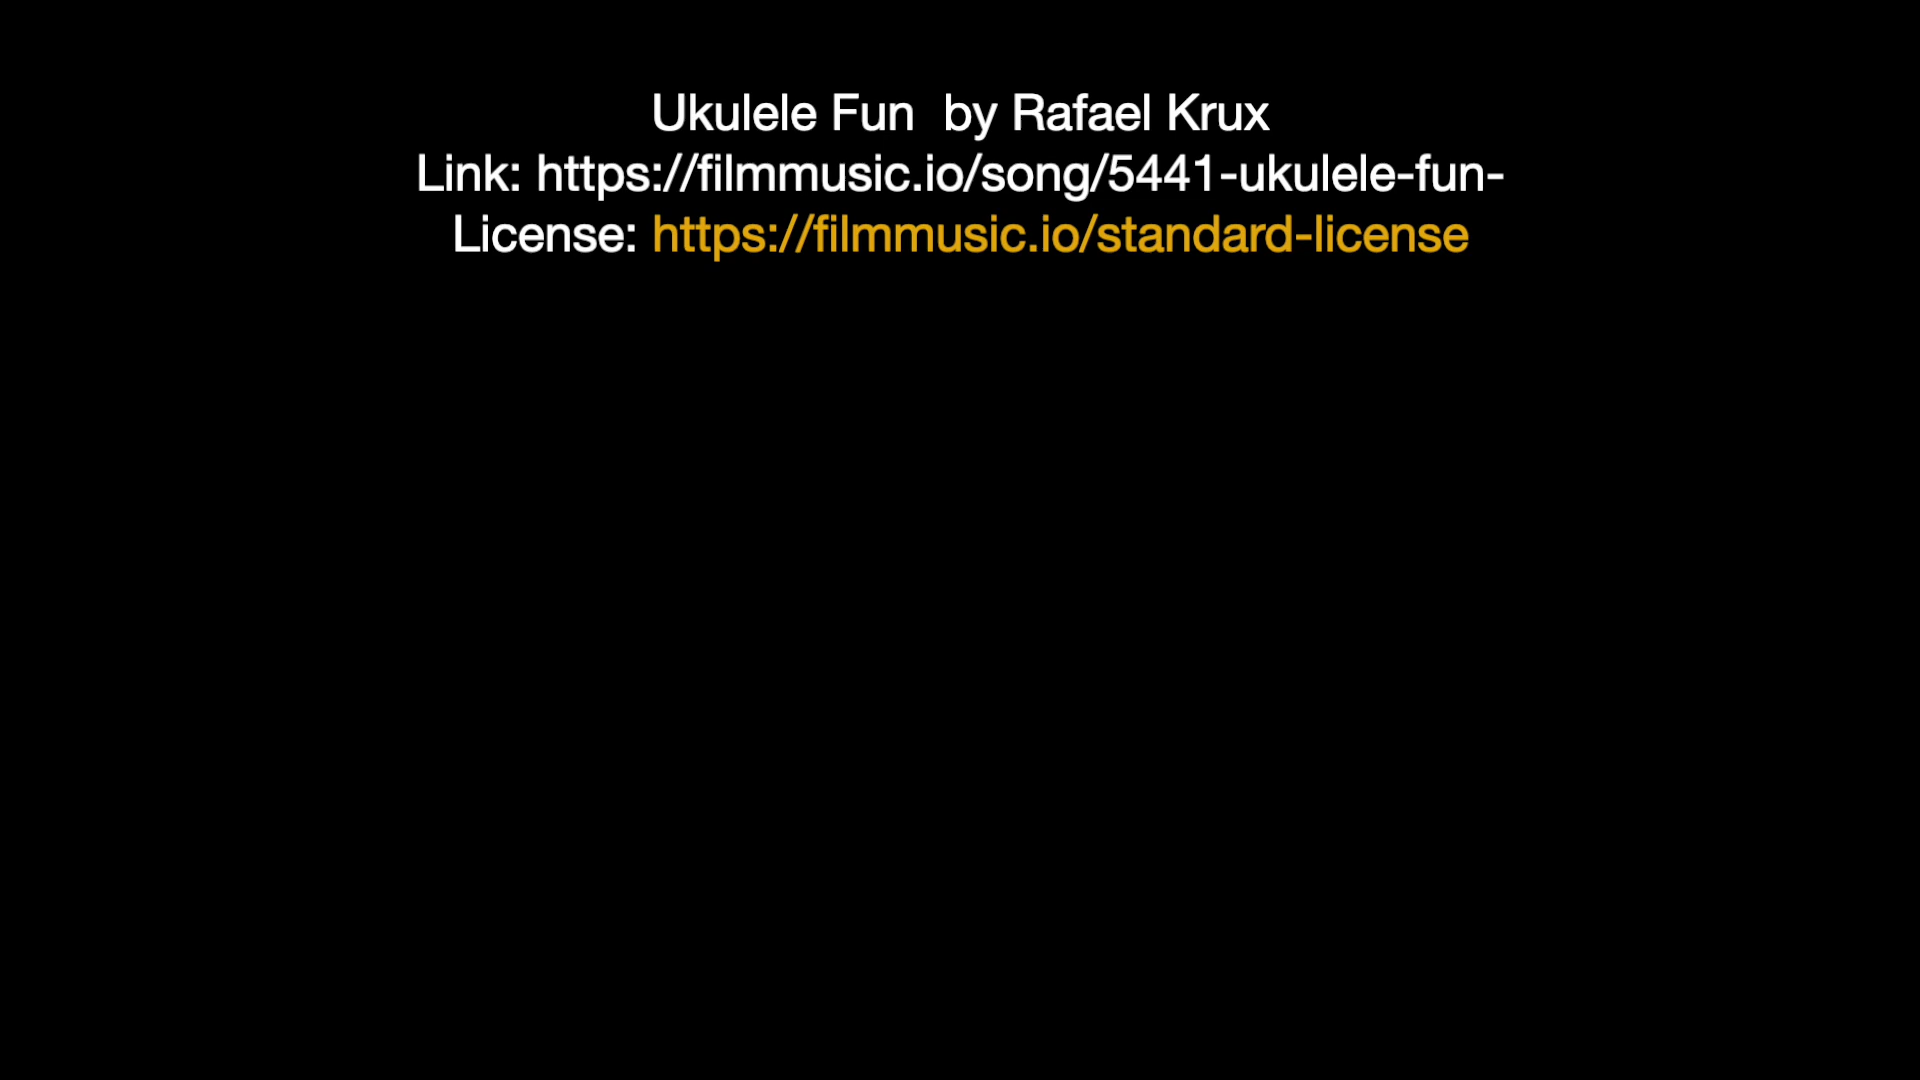 Ukulele Fun  by Rafael Krux
Link: https://filmmusic.io/song/5441-ukulele-fun-
License: https://filmmusic.io/standard-license